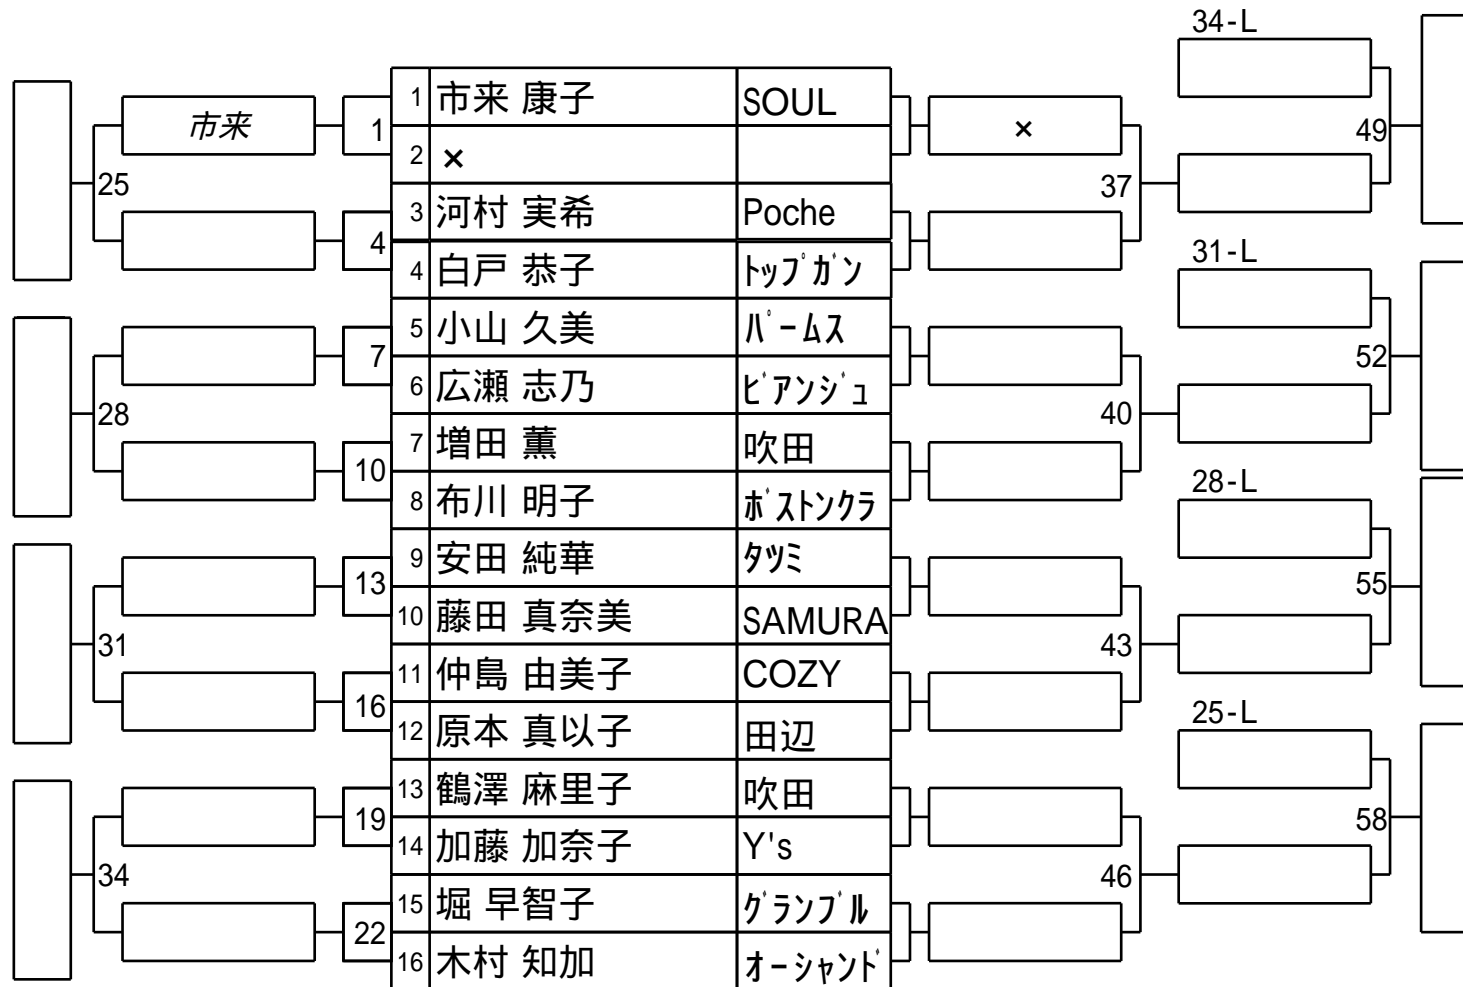 34-L
1 市来 康子 SOUL
市来 1 × 49
2 ×
25 37
3 河村 実希 Poche
4 31-L
4 白戸 恭子 トップガン
5 小山 久美 パームス
7 52
6 広瀬 志乃 ビアンジュ
28 40
7 増田 薫 吹田
10 28-L
8 布川 明子 ボストンクラ
9 安田 純華 タツミ
13 55
10 藤田 真奈美 SAMURA
31 43
11 仲島 由美子 COZY
16 25-L
12 原本 真以子 田辺
13 鶴澤 麻里子 吹田
19 58
14 加藤 加奈子 Y's
34 46
15 堀 早智子 グランブル
22
16 木村 知加 オーシャンド